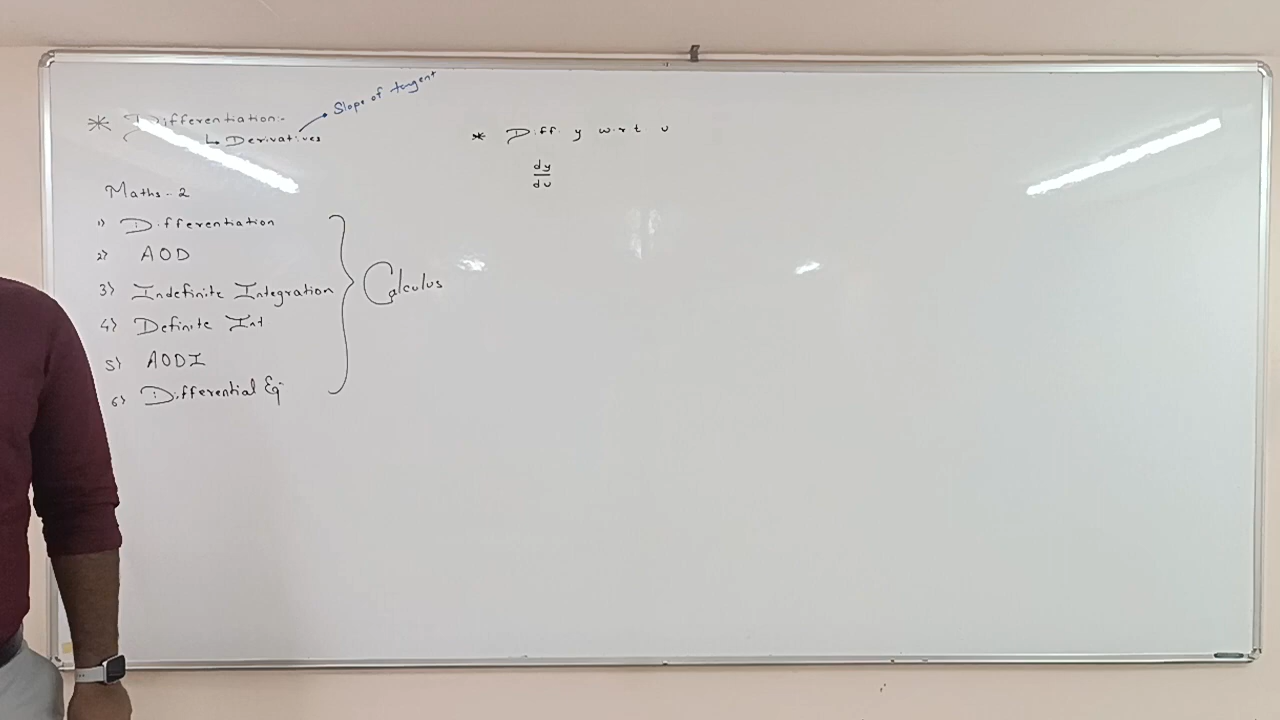 * Differentiation:-
↳ Derivatives → Slope of tangent
Maths-2
1) Differentiation
2) AOD
3) Indefinite Integration
4) Definite Int
5) AODI
6) Differential Eqn
} Calculus
* Diff. y w.r.t u
dy
du